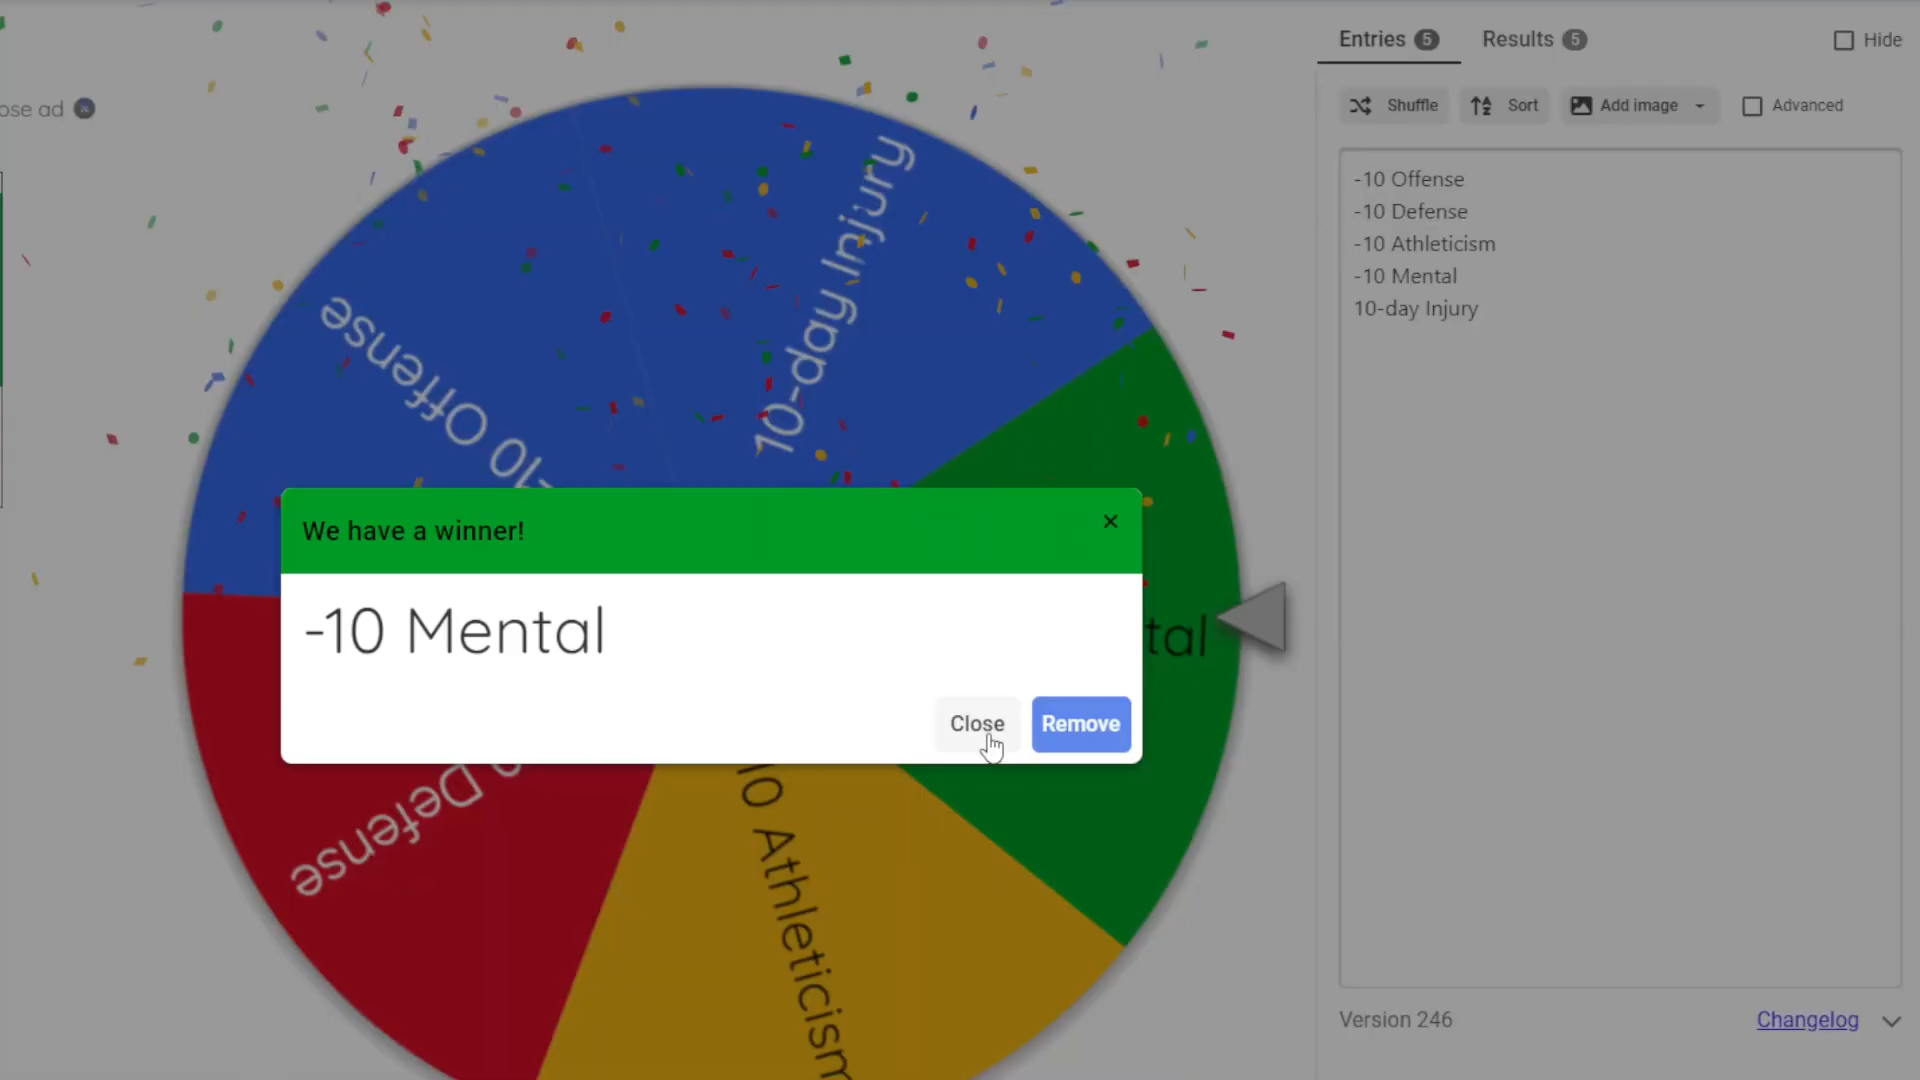 ose ad
Entries 5
Results 5
Hide
Shuffle
Sort
Add image
Advanced
-10 Offense
-10 Defense
-10 Athleticism
-10 Mental
10-day Injury
10-day Injury
-10 Offense
We have a winner!
-10 Mental
tal
Close
Remove
0 Defense
10 Athleticism
Version 246
Changelog